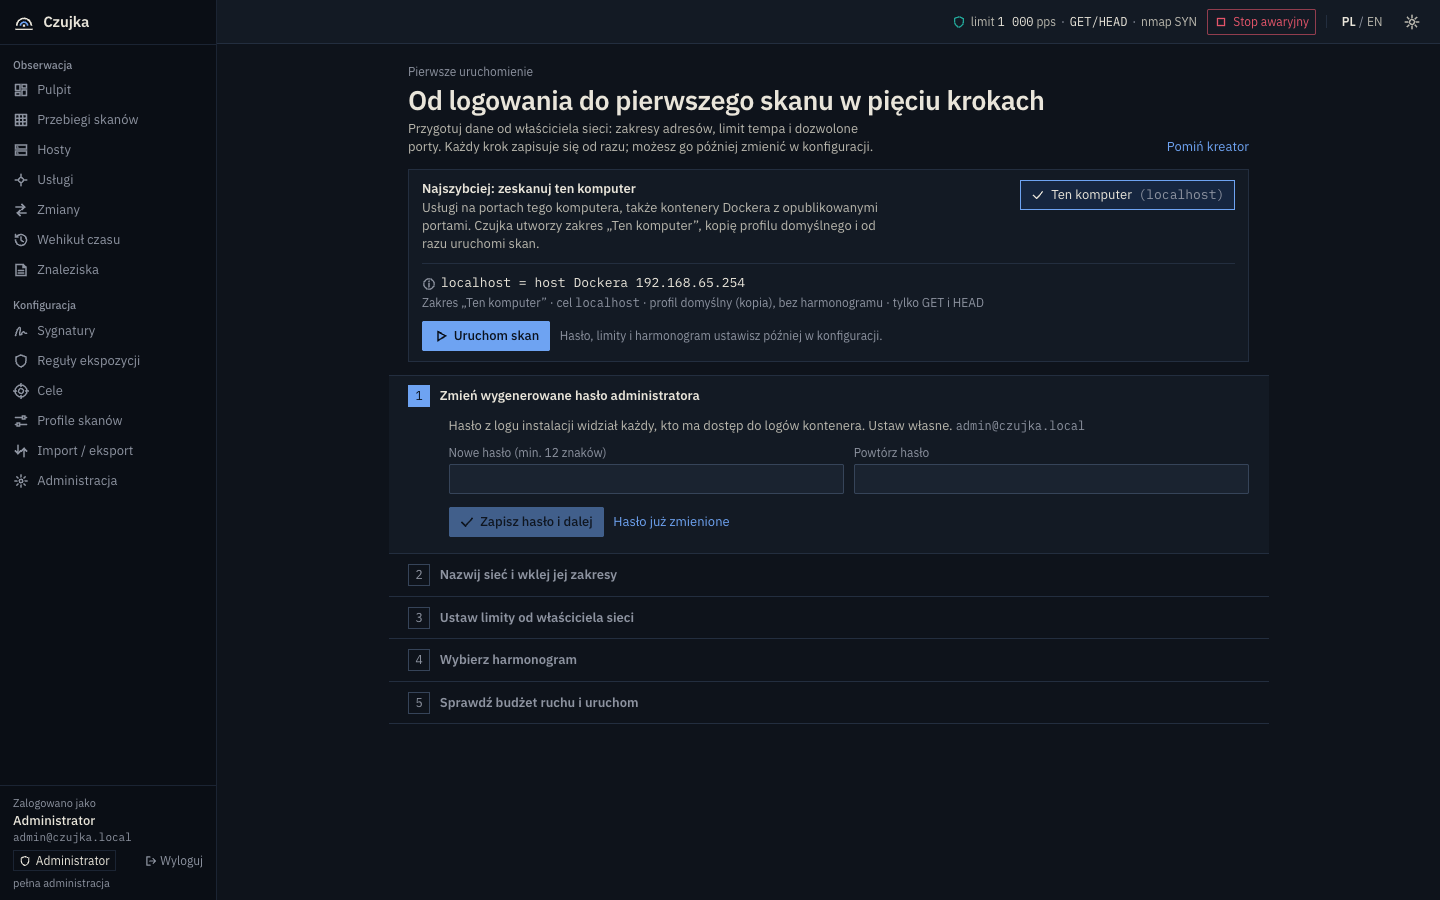 Czujka
limit 1 000 pps · GET/HEAD · nmap SYN
Stop awaryjny
PL / EN
Obserwacja
Pulpit
Przebiegi skanów
Hosty
Usługi
Zmiany
Wehikuł czasu
Znaleziska
Konfiguracja
Sygnatury
Reguły ekspozycji
Cele
Profile skanów
Import / eksport
Administracja
Zalogowano jako
Administrator
admin@czujka.local
Administrator
Wyloguj
pełna administracja
Pierwsze uruchomienie
Od logowania do pierwszego skanu w pięciu krokach
Przygotuj dane od właściciela sieci: zakresy adresów, limit tempa i dozwolone
porty. Każdy krok zapisuje się od razu; możesz go później zmienić w konfiguracji.
Pomiń kreator
Najszybciej: zeskanuj ten komputer
Usługi na portach tego komputera, także kontenery Dockera z opublikowanymi
portami. Czujka utworzy zakres „Ten komputer”, kopię profilu domyślnego i od
razu uruchomi skan.
Ten komputer (localhost)
localhost = host Dockera 192.168.65.254
Zakres „Ten komputer” · cel localhost · profil domyślny (kopia), bez harmonogramu · tylko GET i HEAD
Uruchom skan
Hasło, limity i harmonogram ustawisz później w konfiguracji.
1 Zmień wygenerowane hasło administratora
Hasło z logu instalacji widział każdy, kto ma dostęp do logów kontenera. Ustaw własne. admin@czujka.local
Nowe hasło (min. 12 znaków)
Powtórz hasło
Zapisz hasło i dalej
Hasło już zmienione
2 Nazwij sieć i wklej jej zakresy
3 Ustaw limity od właściciela sieci
4 Wybierz harmonogram
5 Sprawdź budżet ruchu i uruchom